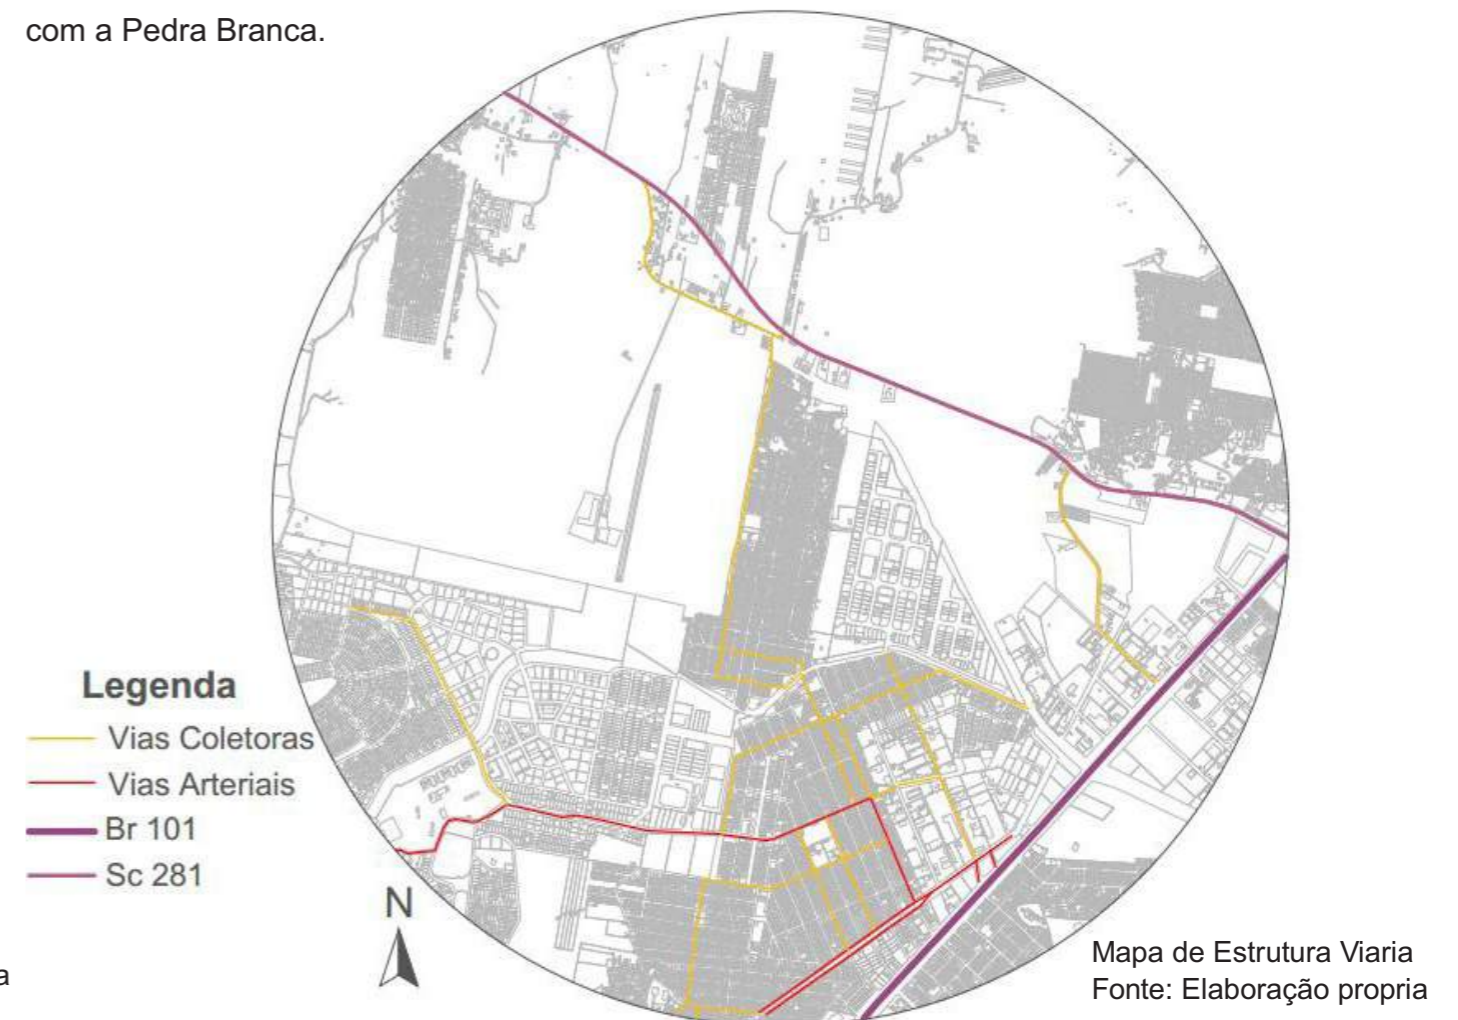 com a Pedra Branca.
Legenda
Vias Coletoras
Vias Arteriais
Br 101
Sc 281
N
a
Mapa de Estrutura Viaria
Fonte: Elaboração propria